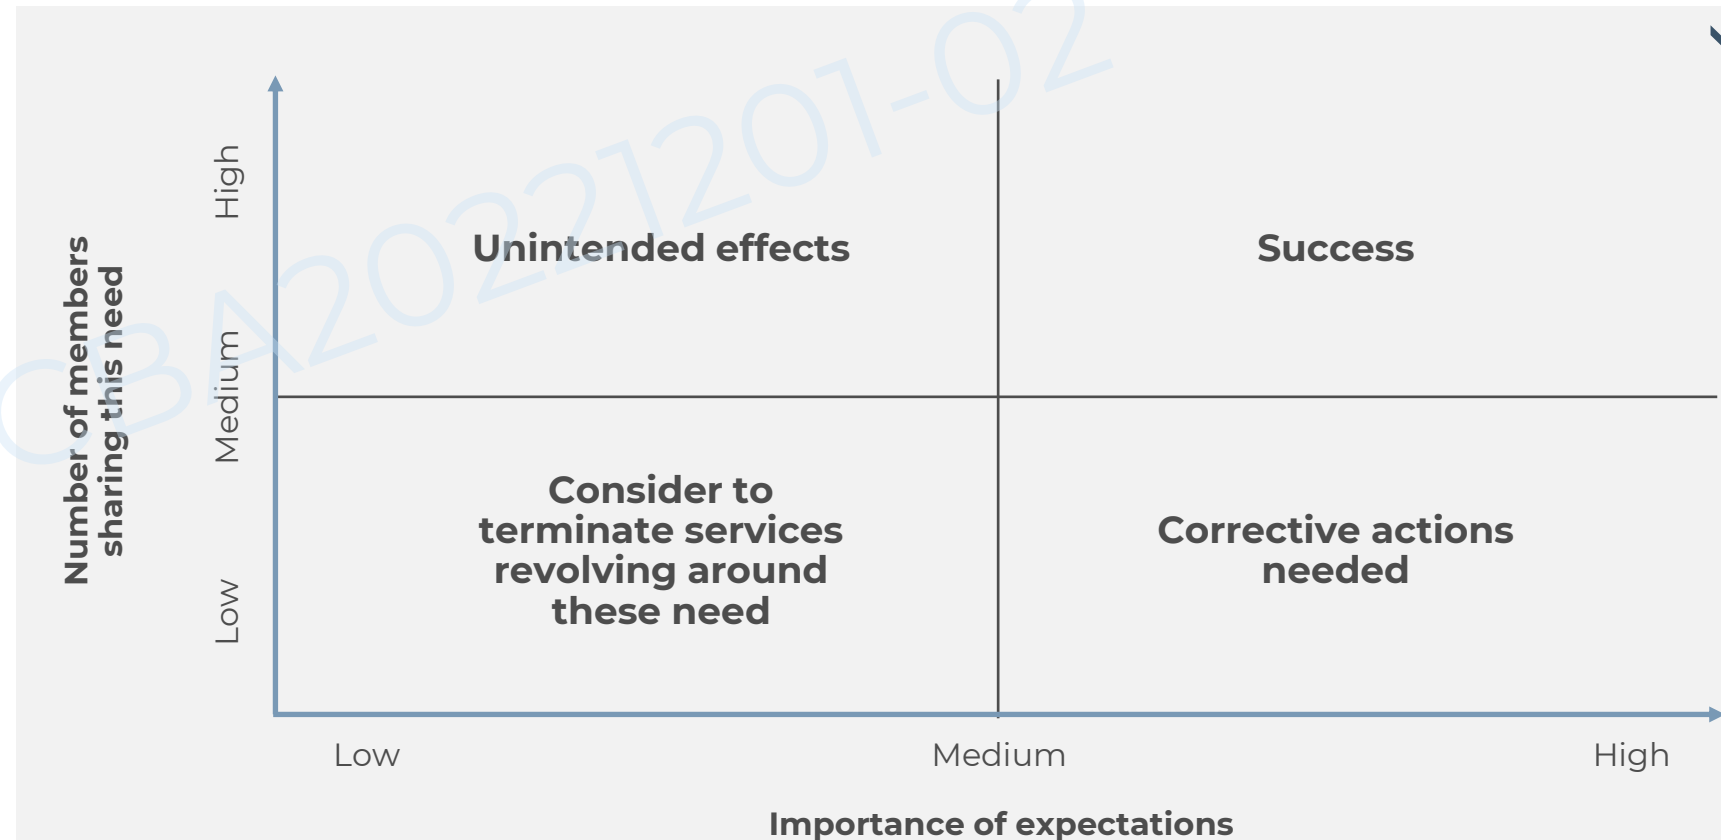 Number of members
sharing this need
High
Medium
Low
Unintended effects
Success
Consider to
terminate services
revolving around
these need
Corrective actions
needed
Low
Medium
High
Importance of expectations
CBA20221201-02